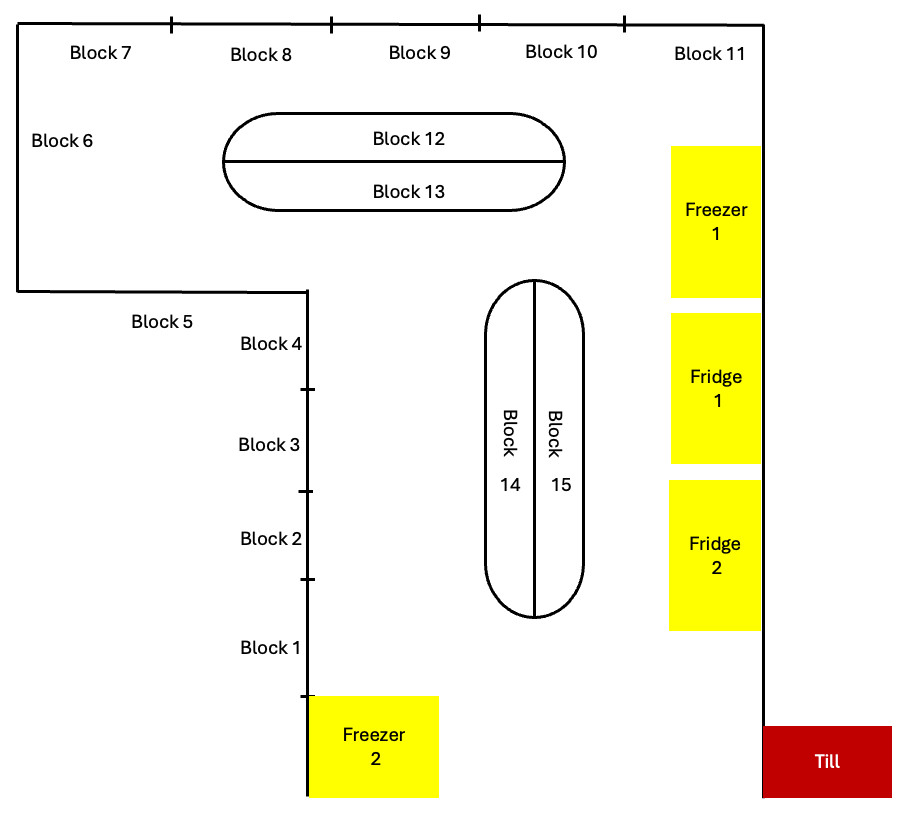 Block 7
Block 8
Block 9
Block 10
Block 11
Block 6
Block 12
Block 13
Freezer
1
Block 5
Block 4
Fridge
1
Block 3
Block
14
Block
15
Block 2
Fridge
2
Block 1
Freezer
2
Till